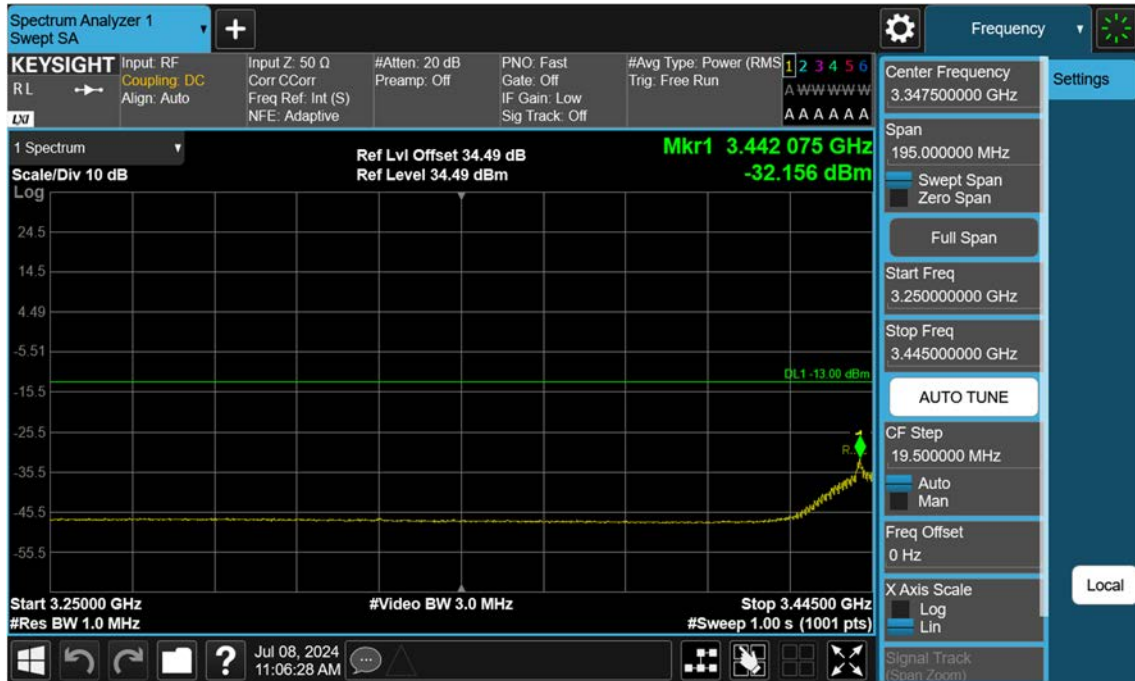 Spectrum Analyzer 1
Swept SA
Frequency
KEYSIGHT
RL
LXI
Input: RF
Coupling: DC
Align: Auto
Input Z: 50 Ω
Corr CCorr
Freq Ref: Int (S)
NFE: Adaptive
#Atten: 20 dB
Preamp: Off
PNO: Fast
Gate: Off
IF Gain: Low
Sig Track: Off
#Avg Type: Power (RMS
Trig: Free Run
1 2 3 4 5 6
A W W W W W
A A A A A A
1 Spectrum
Scale/Div 10 dB
Ref Lvl Offset 34.49 dB
Ref Level 34.49 dBm
Mkr1 3.442 075 GHz
-32.156 dBm
Log
24.5
14.5
4.49
-5.51
-15.5
-25.5
-35.5
-45.5
-55.5
DL1 -13.00 dBm
Start 3.25000 GHz
#Res BW 1.0 MHz
#Video BW 3.0 MHz
Stop 3.44500 GHz
#Sweep 1.00 s (1001 pts)
Center Frequency
3.347500000 GHz
Span
195.000000 MHz
Swept Span
Zero Span
Full Span
Start Freq
3.250000000 GHz
Stop Freq
3.445000000 GHz
AUTO TUNE
CF Step
19.500000 MHz
Auto
Man
Freq Offset
0 Hz
X Axis Scale
Log
Lin
Signal Track
(Span Zoom)
Settings
Local
?
Jul 08, 2024
11:06:28 AM